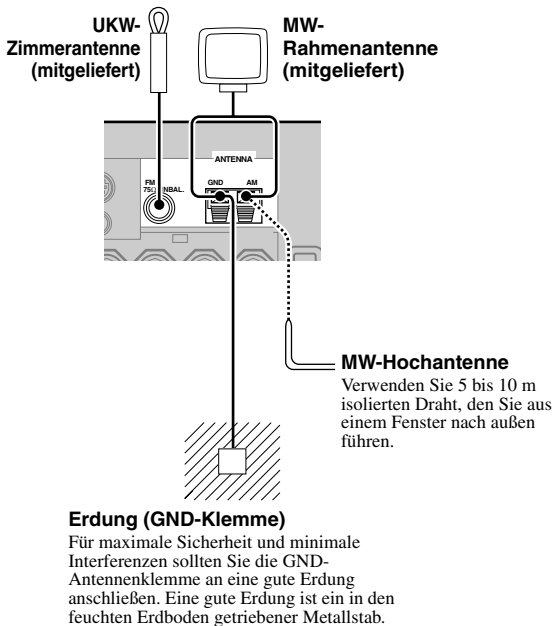 UKW-
Zimmerantenne
(mitgeliefert)
MW-
Rahmenantenne
(mitgeliefert)
ANTENNA
GND
AM
FM
75Ω UNBAL.
MW-Hochantenne
Verwenden Sie 5 bis 10 m
isolierten Draht, den Sie aus
einem Fenster nach außen
führen.
Erdung (GND-Klemme)
Für maximale Sicherheit und minimale
Interferenzen sollten Sie die GND-
Antennenklemme an eine gute Erdung
anschließen. Eine gute Erdung ist ein in den
feuchten Erdboden getriebener Metallstab.